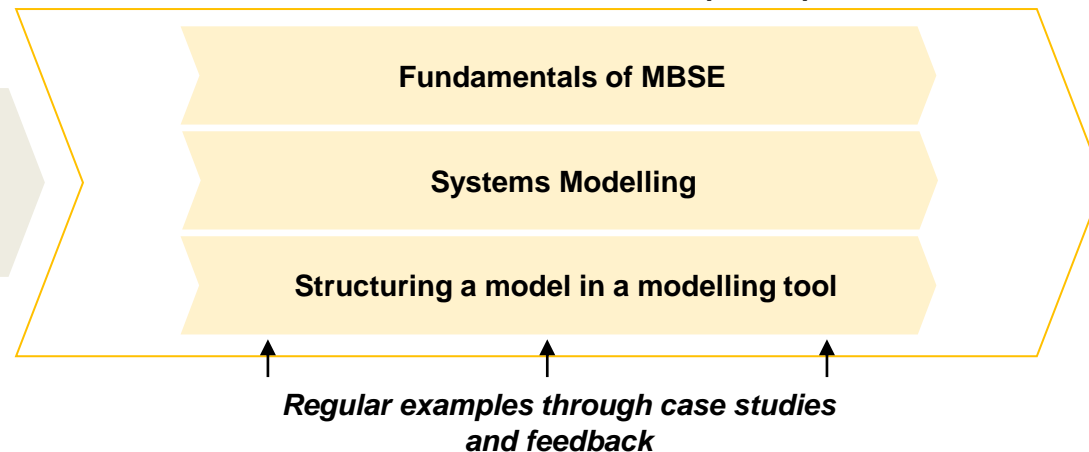 Fundamentals of MBSE
Systems Modelling
Structuring a model in a modelling tool
Regular examples through case studies
and feedback